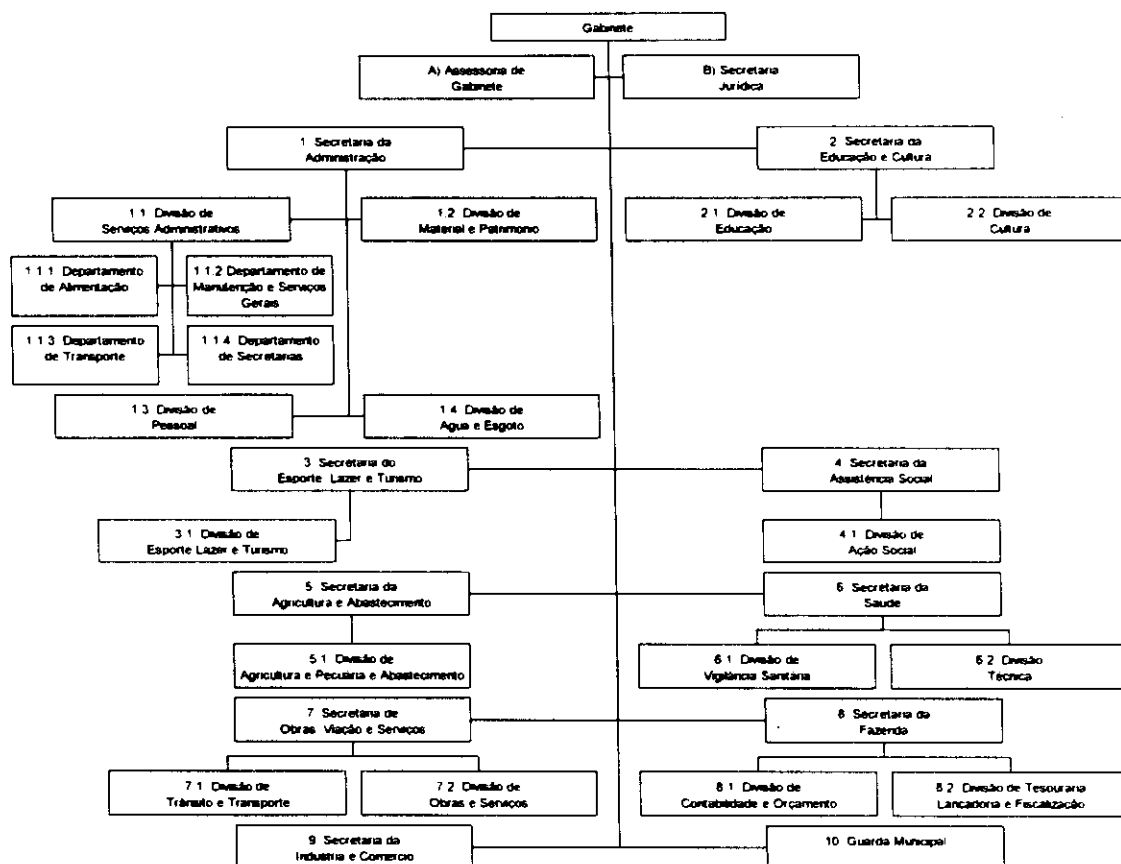 Gabinete
A) Assessoria de
Gabinete
B) Secretaria
Jurídica
1 Secretaria da
Administração
2 Secretaria da
Educação e Cultura
1.1 Divisão de
Serviços Administrativos
1.2 Divisão de
Material e Patrimonio
2.1 Divisão de
Educação
2.2 Divisão de
Cultura
1.1.1 Departamento
de Alimentação
1.1.2 Departamento de
Manutenção e Serviços
Gerais
1.1.3 Departamento
de Transporte
1.1.4 Departamento
de Secretarias
1.3 Divisão de
Pessoal
1.4 Divisão de
Agua e Esgoto
3 Secretaria do
Esporte Lazer e Turismo
4 Secretaria da
Assistência Social
3.1 Divisão de
Esporte Lazer e Turismo
4.1 Divisão de
Ação Social
5 Secretaria da
Agricultura e Abastecimento
6 Secretaria da
Saude
5.1 Divisão de
Agricultura e Pecuária e Abastecimento
6.1 Divisão de
Vigilância Sanitária
6.2 Divisão
Técnica
7 Secretaria de
Obras Viação e Serviços
8 Secretaria da
Fazenda
7.1 Divisão de
Trânsito e Transporte
7.2 Divisão de
Obras e Serviços
8.1 Divisão de
Contabilidade e Orçamento
8.2 Divisão de Tesouraria
Lançadoria e Fiscalização
9 Secretaria da
Industria e Comercio
10 Guarda Municipal